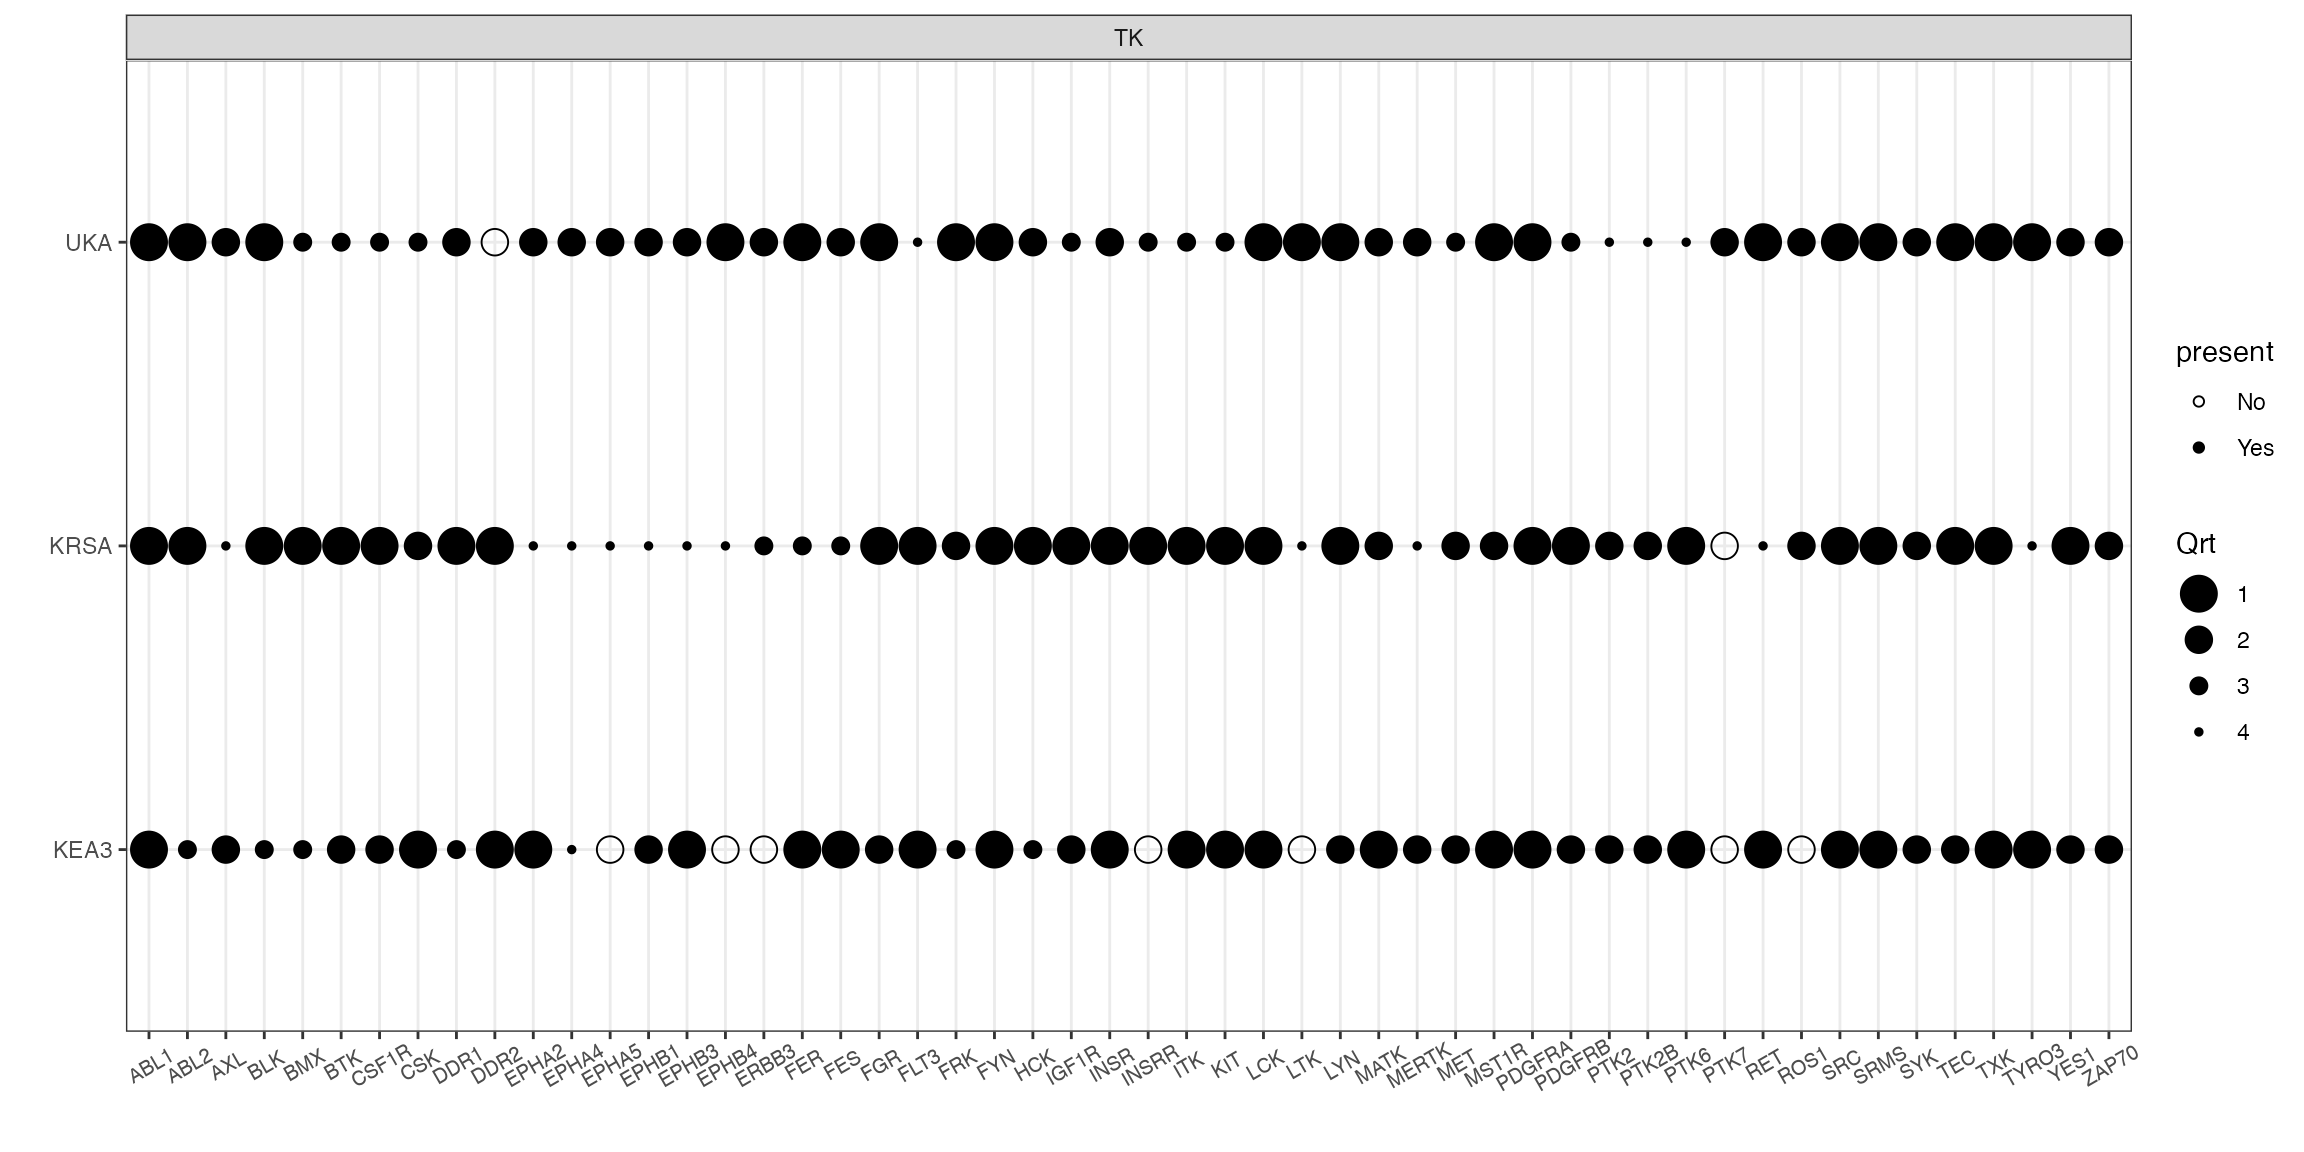 TK
UKA
KRSA
KEA3
ABL1 ABL2 AXL BLK BMX BTK CSF1R CSK DDR1 DDR2 EPHA2 EPHA4 EPHA5 EPHB1 EPHB3 EPHB4 ERBB3 FER FES FGR FLT3 FRK FYN HCK IGF1R INSR INSRR ITK KIT LCK LTK LYN MATK MERTK MET MST1R PDGFRA PDGFRB PTK2 PTK2B PTK6 PTK7 RET ROS1 SRC SRMS SYK TEC TXK TYRO3 YES1 ZAP70
present
No
Yes
Qrt
1
2
3
4